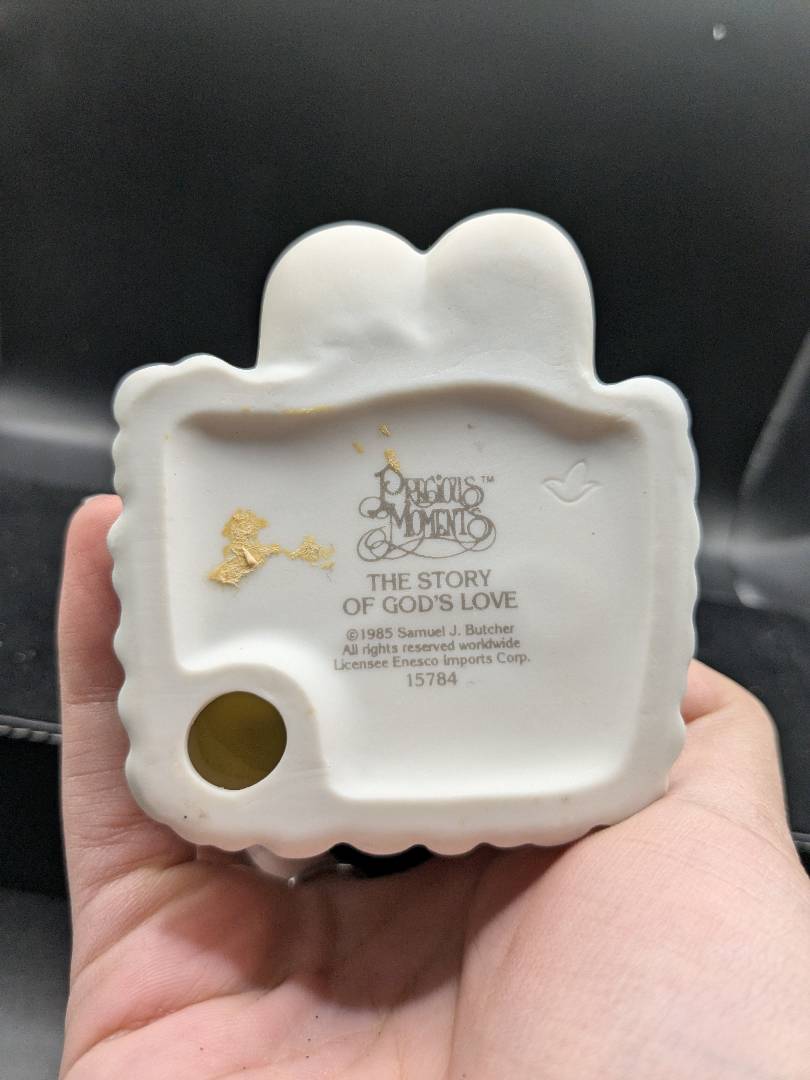 PRECIOUS™
MOMENTS
THE STORY
OF GOD'S LOVE
©1985 Samuel J. Butcher
All rights reserved worldwide
Licensee Enesco Imports Corp.
15784